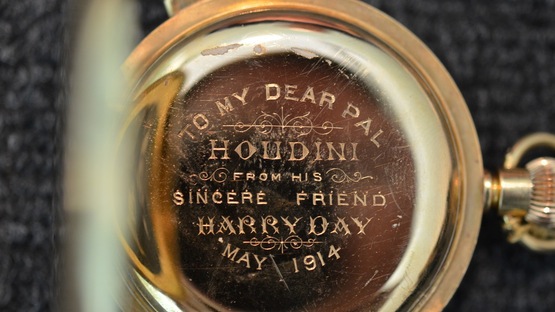 TO MY DEAR PAL
HOUDINI
FROM HIS
SINCERE FRIEND
HARRY DAY
MAY 1914